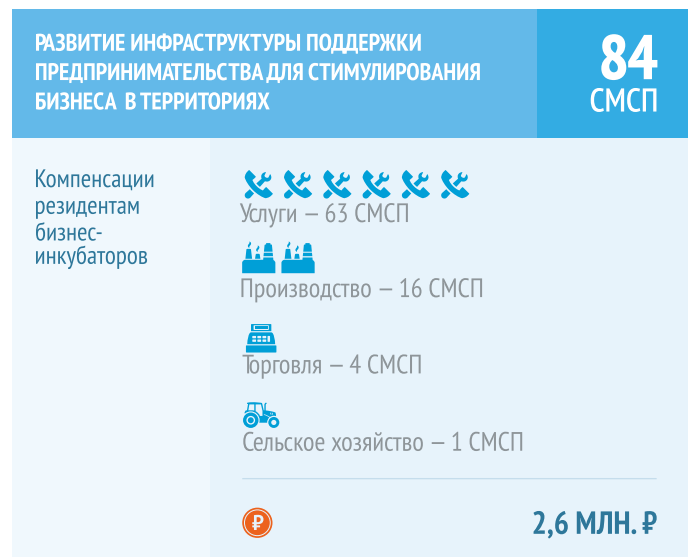 РАЗВИТИЕ ИНФРАСТРУКТУРЫ ПОДДЕРЖКИ
ПРЕДПРИНИМАТЕЛЬСТВА ДЛЯ СТИМУЛИРОВАНИЯ
БИЗНЕСА В ТЕРРИТОРИЯХ
84
СМСП
Компенсации
резидентам
бизнес-
инкубаторов
Услуги – 63 СМСП
Производство – 16 СМСП
Торговля – 4 СМСП
Сельское хозяйство – 1 СМСП
₽
2,6 МЛН. ₽